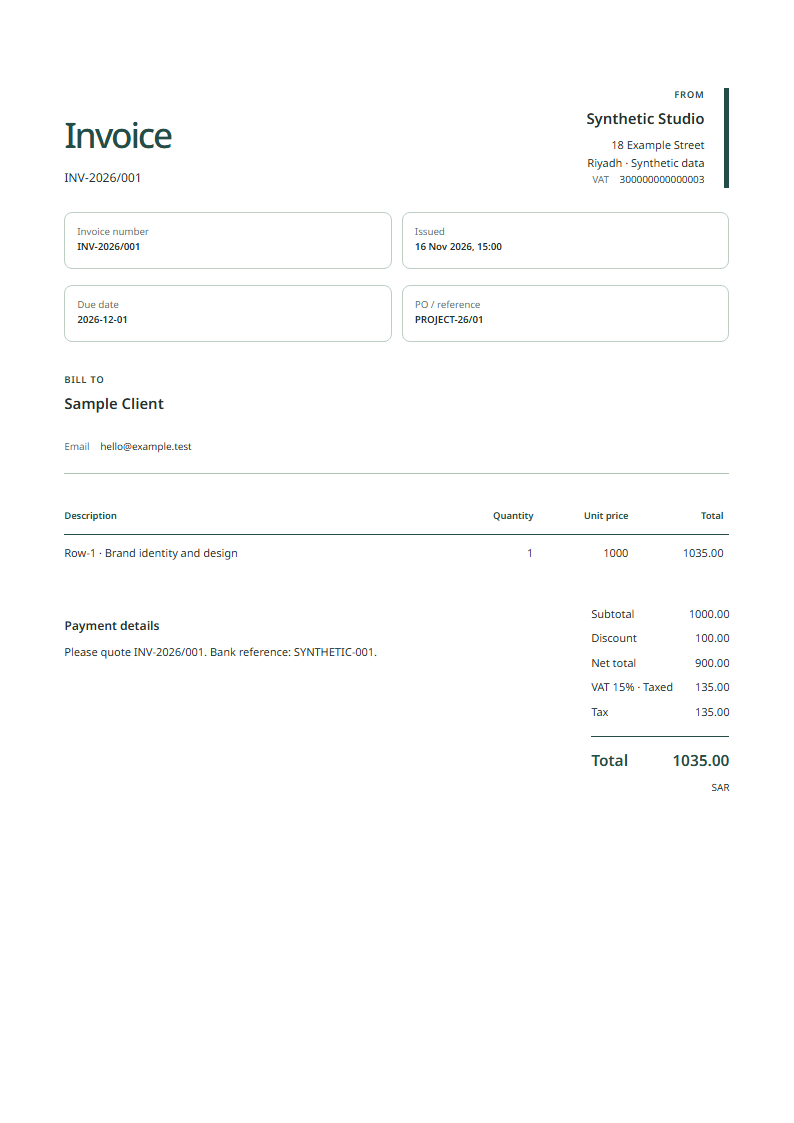 Invoice
INV-2026/001
FROM
Synthetic Studio
18 Example Street
Riyadh · Synthetic data
VAT 300000000000003
Invoice number
INV-2026/001
Issued
16 Nov 2026, 15:00
Due date
2026-12-01
PO / reference
PROJECT-26/01
BILL TO
Sample Client
Email hello@example.test
Description Quantity Unit price Total
Row-1 · Brand identity and design 1 1000 1035.00
Payment details
Please quote INV-2026/001. Bank reference: SYNTHETIC-001.
Subtotal 1000.00
Discount 100.00
Net total 900.00
VAT 15% · Taxed 135.00
Tax 135.00
Total 1035.00
SAR